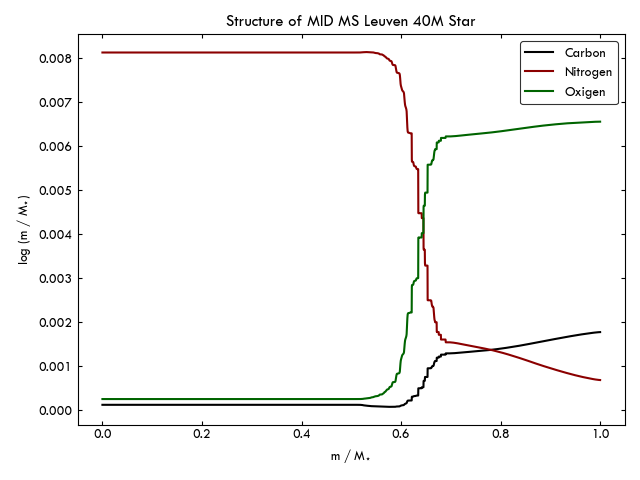 Structure of MID MS Leuven 40M Star
Carbon
Nitrogen
Oxigen
log (m / M⋆)
0.008
0.007
0.006
0.005
0.004
0.003
0.002
0.001
0.000
0.0 0.2 0.4 0.6 0.8 1.0
m / M⋆